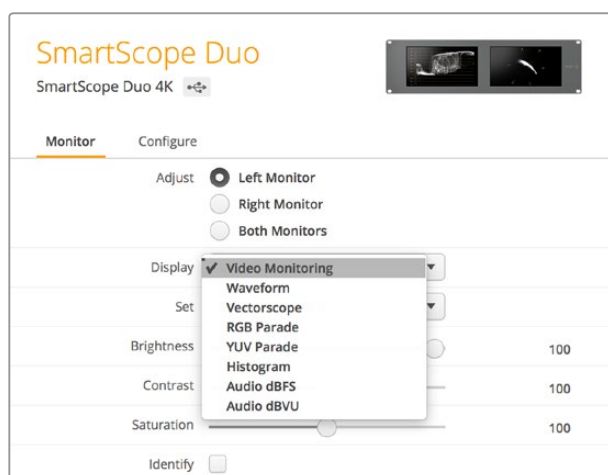 SmartScope Duo
SmartScope Duo 4K
Monitor Configure
Adjust Left Monitor
Right Monitor
Both Monitors
Display ✓ Video Monitoring
Waveform
Set Vectorscope
RGB Parade
Brightness YUV Parade 100
Histogram
Contrast Audio dBFS 100
Audio dBVU
Saturation 100
Identify